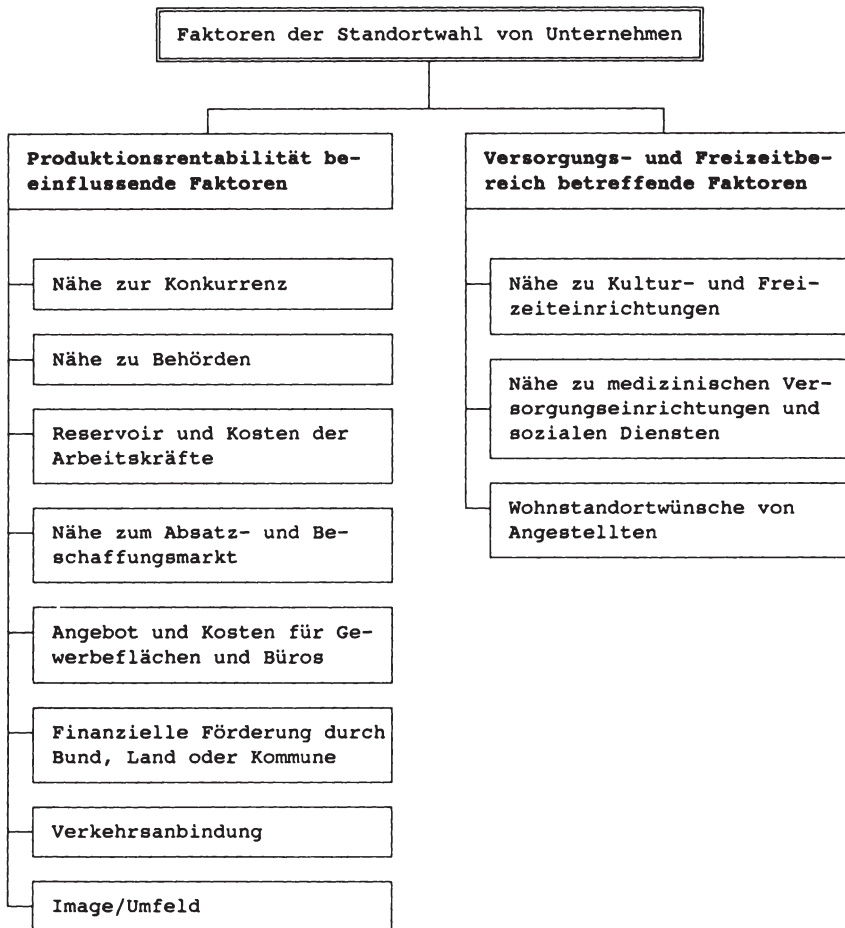 Faktoren der Standortwahl von Unternehmen
Produktionsrentabilität be-
einflussende Faktoren
Nähe zur Konkurrenz
Nähe zu Behörden
Reservoir und Kosten der
Arbeitskräfte
Nähe zum Absatz- und Be-
schaffungsmarkt
Angebot und Kosten für Ge-
werbeflächen und Büros
Finanzielle Förderung durch
Bund, Land oder Kommune
Verkehrsanbindung
Image/Umfeld
Versorgungs- und Freizeitbe-
reich betreffende Faktoren
Nähe zu Kultur- und Frei-
zeiteinrichtungen
Nähe zu medizinischen Ver-
sorgungseinrichtungen und
sozialen Diensten
Wohnstandortwünsche von
Angestellten